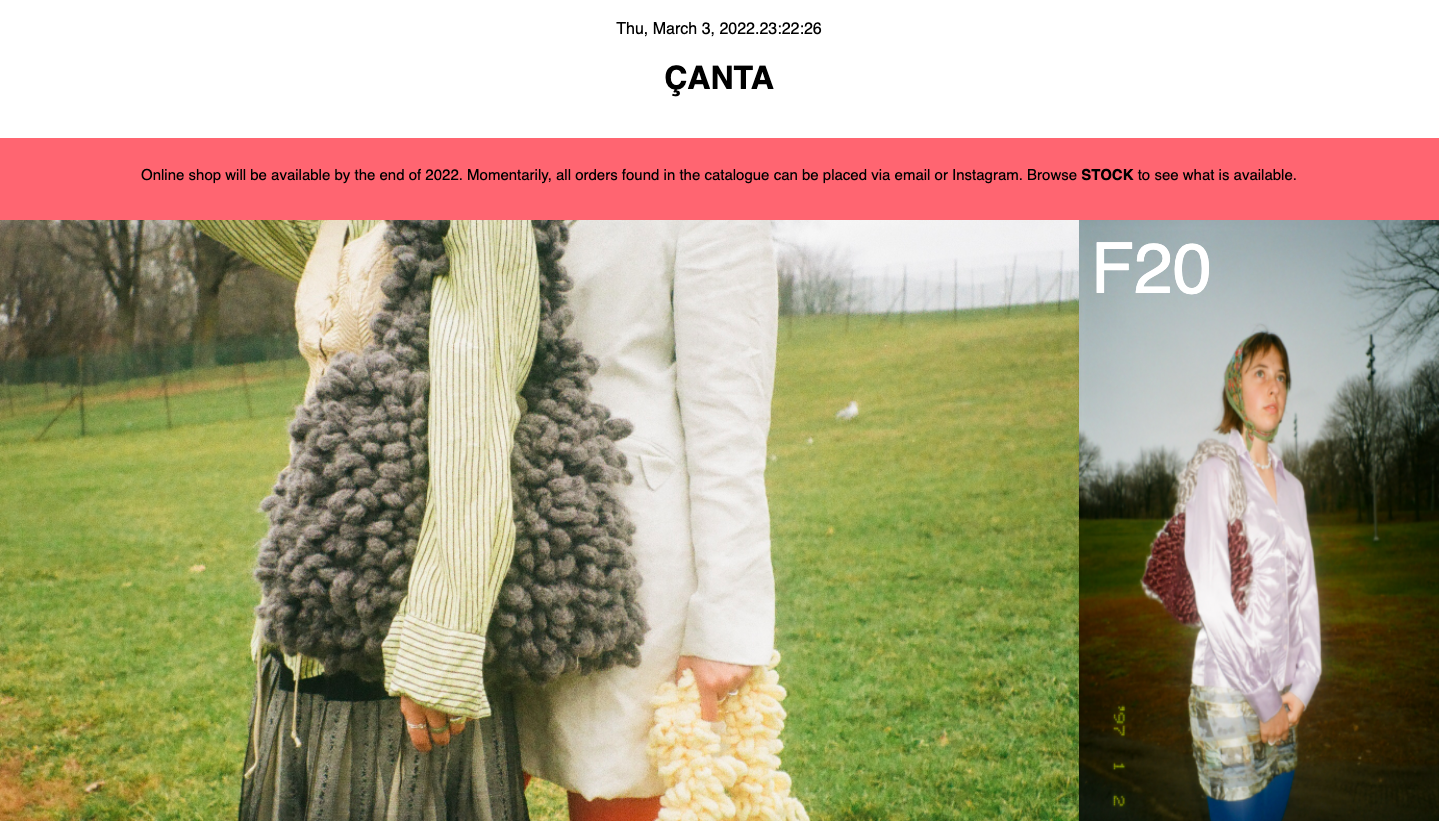 Thu, March 3, 2022.23:22:26
ÇANTA
Online shop will be available by the end of 2022. Momentarily, all orders found in the catalogue can be placed via email or Instagram. Browse STOCK to see what is available.
F20
'97 1 2